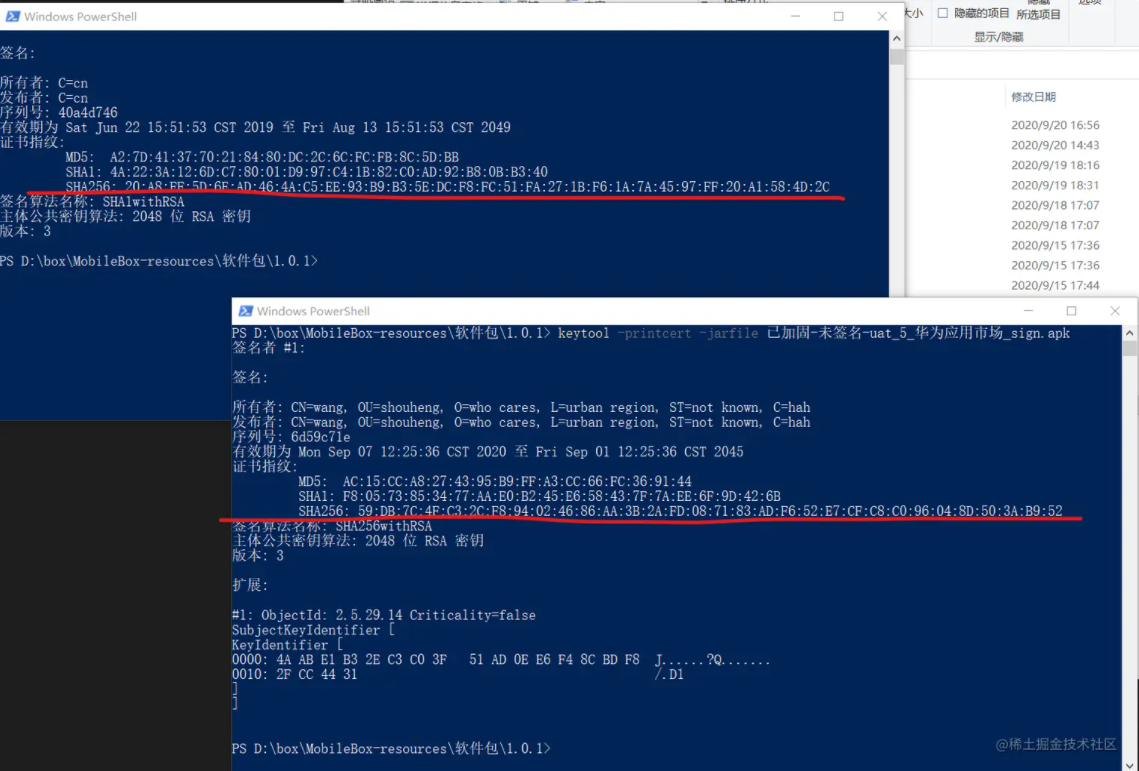 Windows PowerShell
签名:
所有者: C=cn
发布者: C=cn
序列号: 40a4d746
有效期为 Sat Jun 22 15:51:53 CST 2019 至 Fri Aug 13 15:51:53 CST 2049
证书指纹:
MD5: A2:7D:41:37:70:21:84:80:DC:2C:6C:FC:FB:8C:5D:BB
SHA1: 4A:22:3A:12:6D:C7:80:01:D9:97:C4:1B:82:C0:AD:92:B8:0B:B3:40
SHA256: 20:A8:EE:5D:6E:AD:46:4A:C5:EE:93:B9:B3:5E:DC:F8:FC:51:FA:27:1B:F6:1A:7A:45:97:FF:20:A1:58:4D:2C
签名算法名称: SHA1withRSA
主体公共密钥算法: 2048 位 RSA 密钥
版本: 3
PS D:\box\MobileBox-resources\软件包\1.0.1>
大小
隐藏的项目
隐藏
所选项目
选项
显示/隐藏
修改日期
2020/9/20 16:56
2020/9/20 14:43
2020/9/19 18:16
2020/9/19 18:31
2020/9/18 17:07
2020/9/18 17:07
2020/9/15 17:36
2020/9/15 17:36
2020/9/15 17:44
Windows PowerShell
PS D:\box\MobileBox-resources\软件包\1.0.1> keytool -printcert -jarfile 已加固-未签名-uat_5_华为应用市场_sign.apk
签名者 #1:
签名:
所有者: CN=wang, OU=shouheng, O=who cares, L=urban region, ST=not known, C=hah
发布者: CN=wang, OU=shouheng, O=who cares, L=urban region, ST=not known, C=hah
序列号: 6d59c71e
有效期为 Mon Sep 07 12:25:36 CST 2020 至 Fri Sep 01 12:25:36 CST 2045
证书指纹:
MD5: AC:15:CC:A8:27:43:95:B9:FF:A3:CC:66:FC:36:91:44
SHA1: F8:05:73:85:34:77:AA:E0:B2:45:E6:58:43:7F:7A:EE:6F:9D:42:6B
SHA256: 59:DB:7C:4F:C3:2C:F8:94:02:46:86:AA:3B:2A:FD:08:71:83:AD:F6:52:E7:CF:C8:C0:96:04:8D:50:3A:B9:52
签名算法名称: SHA256withRSA
主体公共密钥算法: 2048 位 RSA 密钥
版本: 3
扩展:
#1: ObjectId: 2.5.29.14 Criticality=false
SubjectKeyIdentifier [
KeyIdentifier [
0000: 4A AB E1 B3 2E C3 C0 3F 51 AD 0E E6 F4 8C BD F8 J......?Q.......
0010: 2F CC 44 31 /.D1
]
]
PS D:\box\MobileBox-resources\软件包\1.0.1>
@稀土掘金技术社区